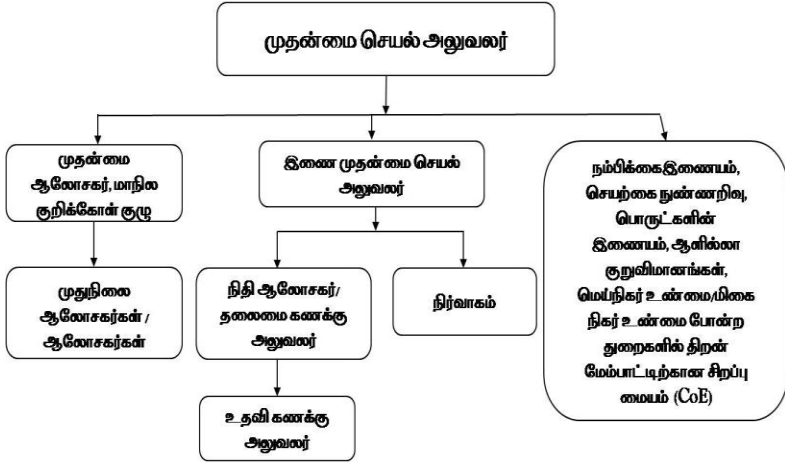 முதன்மை செயல் அலுவலர்
முதன்மை
ஆலோசகர், மாநில
குறிக்கோள் குழு
இணை முதன்மை செயல்
அலுவலர்
நம்பிக்கைஇணையம்,
செயற்கை நுண்ணறிவு,
பொருட்களின்
இணையம், ஆளில்லா
குறுவிமானங்கள்,
மெய்நிகர் உண்மை/மிகை
நிகர் உண்மை போன்ற
துறைகளில் திறன்
மேம்பாட்டிற்கான சிறப்பு
மையம் (CoE)
முதுநிலை
ஆலோசகர்கள் /
ஆலோசகர்கள்
நிதி ஆலோசகர்/
தலைமை கணக்கு
அலுவலர்
நிர்வாகம்
உதவி கணக்கு
அலுவலர்